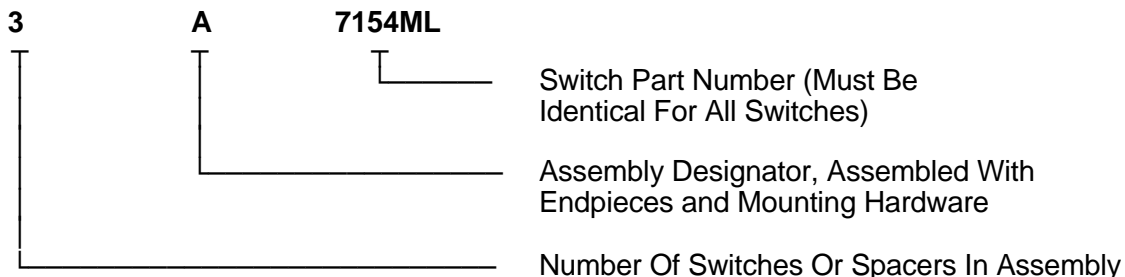 3 A 7154ML
Switch Part Number (Must Be
Identical For All Switches)
Assembly Designator, Assembled With
Endpieces and Mounting Hardware
Number Of Switches Or Spacers In Assembly